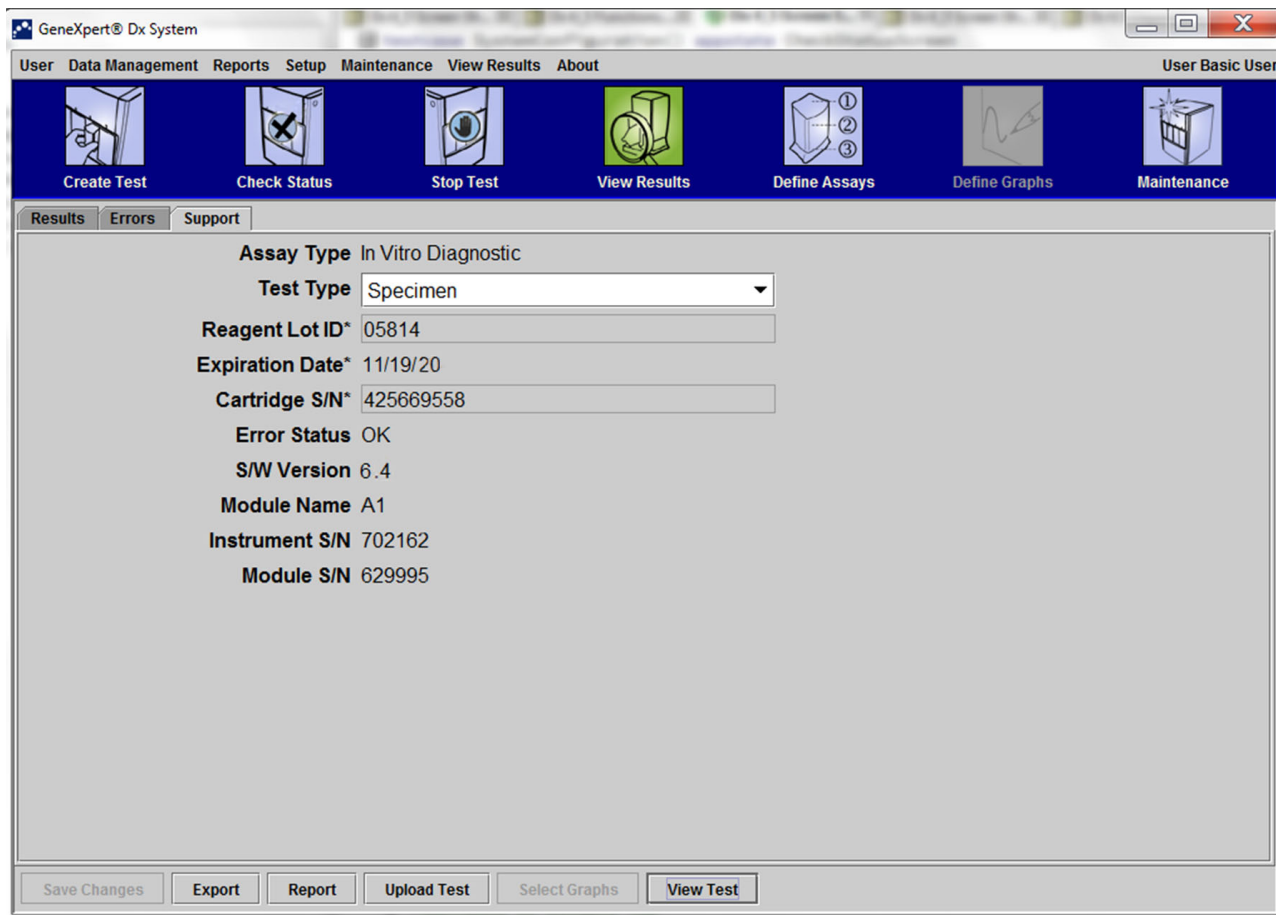 GeneXpert® Dx System
User Data Management Reports Setup Maintenance View Results About User Basic User
① 
②
③
Create Test Check Status Stop Test View Results Define Assays Define Graphs Maintenance
Results Errors Support
Assay Type In Vitro Diagnostic
Test Type Specimen
Reagent Lot ID* 05814
Expiration Date* 11/19/20
Cartridge S/N* 425669558
Error Status OK
S/W Version 6.4
Module Name A1
Instrument S/N 702162
Module S/N 629995
Save Changes Export Report Upload Test Select Graphs View Test